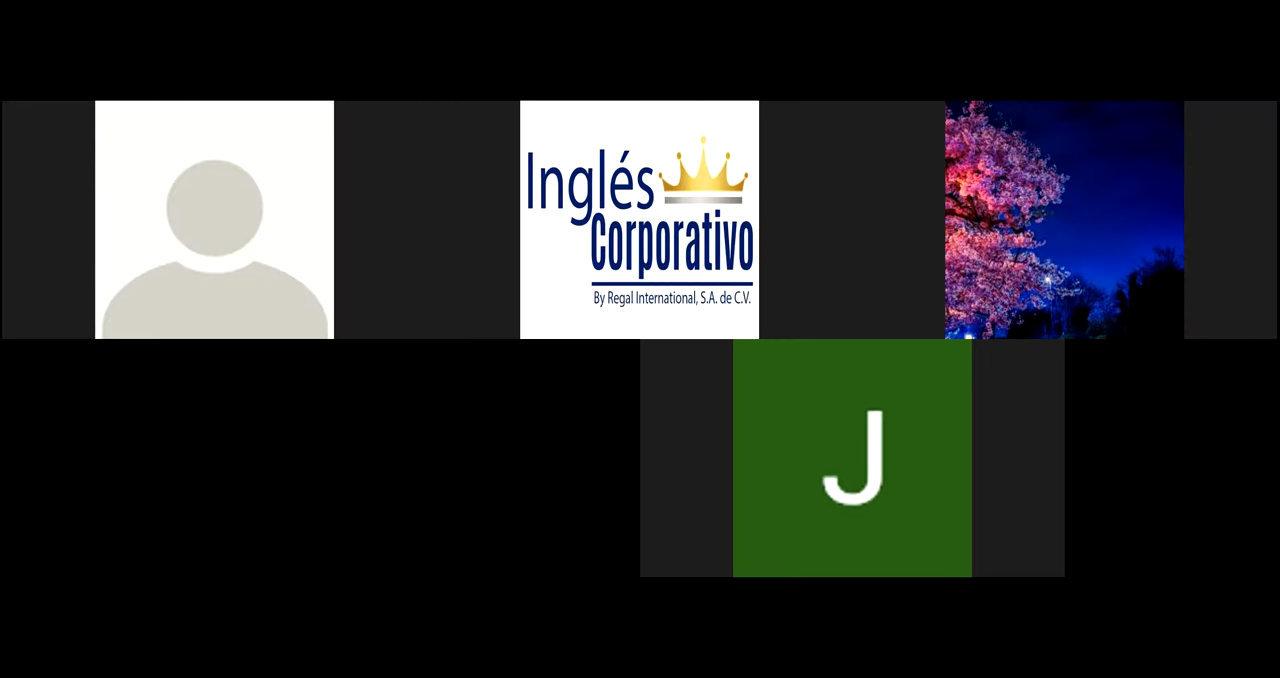 Inglés
Corporativo
By Regal International, S.A. de C.V.
J